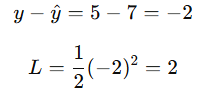 y − ŷ = 5 − 7 = −2
L = 1/2(−2)² = 2